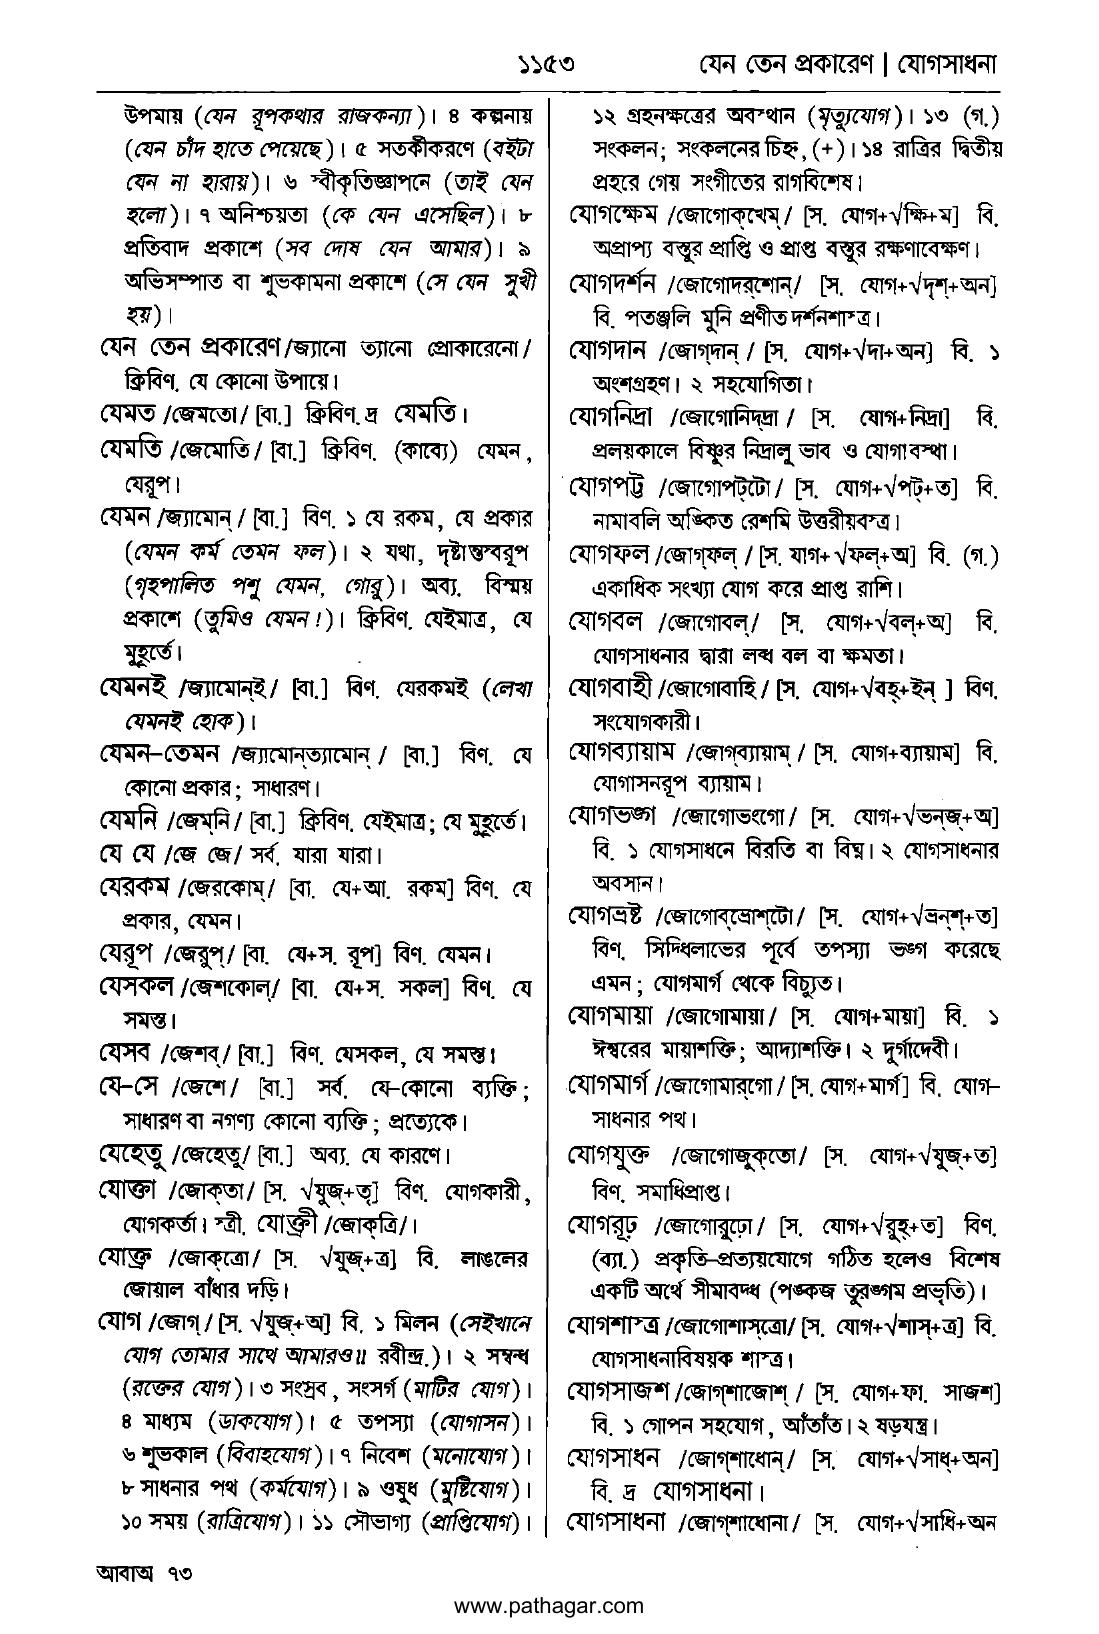 ১১৫৩
যেন তেন প্রকারেণ | যোগসাধনা
উপমায় (যেন রূপকথার রাজকন্যা)। ৪ কল্পনায়
(যেন চাঁদ হাতে পেয়েছে)। ৫ সতর্কীকরণে (বইটা
যেন না হারায়)। ৬ স্বীকৃতিজ্ঞাপনে (তাই যেন
হলো)। ৭ অনিশ্চয়তা (কে যেন এসেছিল)। ৮
প্রতিবাদ প্রকাশে (সব দোষ যেন আমার)। ৯
অভিসম্পাত বা শুভকামনা প্রকাশে (সে যেন সুখী
হয়)।
যেন তেন প্রকারেণ /জ্যানো ত্যানো প্রোকারেনো/
ক্রিবিণ. যে কোনো উপায়ে।
যেমত /জেমতো/ [বা.] ক্রিবিণ. দ্র যেমতি।
যেমতি /জেমোতি/ [বা.] ক্রিবিণ. (কাব্যে) যেমন,
যেরূপ।
যেমন /জ্যামোন্/ [বা.] বিণ. ১ যে রকম, যে প্রকার
(যেমন কর্ম তেমন ফল)। ২ যথা, দৃষ্টান্তস্বরূপ
(গৃহপালিত পশু যেমন, গোরু)। অব্য. বিস্ময়
প্রকাশে (তুমিও যেমন!)। ক্রিবিণ. যেইমাত্র, যে
মুহূর্তে।
যেমনই /জ্যামোন্‌ই/ [বা.] বিণ. যেরকমই (লেখা
যেমনই হোক)।
যেমন–তেমন /জ্যামোন্‌ত্যামোন্/ [বা.] বিণ. যে
কোনো প্রকার; সাধারণ।
যেমনি /জেম্‌নি/ [বা.] ক্রিবিণ. যেইমাত্র; যে মুহূর্তে।
যে যে /জে জে/ সর্ব. যারা যারা।
যেরকম /জেরকোম্/ [বা. যে+আ. রকম] বিণ. যে
প্রকার, যেমন।
যেরূপ /জেরুপ্/ [বা. যে+স. রূপ] বিণ. যেমন।
যেসকল /জেশকোল্/ [বা. যে+স. সকল] বিণ. যে
সমস্ত।
যেসব /জেশব্/ [বা.] বিণ. যেসকল, যে সমস্ত।
যে–সে /জেশে/ [বা.] সর্ব. যে–কোনো ব্যক্তি;
সাধারণ বা নগণ্য কোনো ব্যক্তি; প্রত্যেকে।
যেহেতু /জেহেতু/ [বা.] অব্য. যে কারণে।
যোক্তা /জোক্‌তা/ [স. √যুজ্+তৃ] বিণ. যোগকারী,
যোগকর্তা। স্ত্রী. যোক্ত্রী /জোক্‌ত্রি/।
যোক্ত্র /জোক্‌ত্রো/ [স. √যুজ্+ত্র] বি. লাঙলের
জোয়াল বাঁধার দড়ি।
যোগ /জোগ্/ [স. √যুজ্+অ] বি. ১ মিলন (সেইখানে
যোগ তোমার সাথে আমারও॥ রবীন্দ্র.)। ২ সম্বন্ধ
(রক্তের যোগ)। ৩ সংস্রব, সংসর্গ (মাটির যোগ)।
৪ মাধ্যম (ডাকযোগ)। ৫ তপস্যা (যোগাসন)।
৬ শুভকাল (বিবাহযোগ)। ৭ নিবেশ (মনোযোগ)।
৮ সাধনার পথ (কর্মযোগ)। ৯ ওষুধ (মুষ্টিযোগ)।
১০ সময় (রাত্রিযোগ)। ১১ সৌভাগ্য (প্রাপ্তিযোগ)।
১২ গ্রহনক্ষত্রের অবস্থান (মৃত্যুযোগ)। ১৩ (গ.)
সংকলন; সংকলনের চিহ্ন, (+)। ১৪ রাত্রির দ্বিতীয়
প্রহরে গেয় সংগীতের রাগবিশেষ।
যোগক্ষেম /জোগোক্‌খেম্/ [স. যোগ+√ক্ষি+ম] বি.
অপ্রাপ্য বস্তুর প্রাপ্তি ও প্রাপ্ত বস্তুর রক্ষণাবেক্ষণ।
যোগদর্শন /জোগোদর্‌শোন্/ [স. যোগ+√দৃশ্+অন]
বি. পতঞ্জলি মুনি প্রণীত দর্শনশাস্ত্র।
যোগদান /জোগ্‌দান্/ [স. যোগ+√দা+অন] বি. ১
অংশগ্রহণ। ২ সহযোগিতা।
যোগনিদ্রা /জোগোনিদ্‌দ্রা/ [স. যোগ+নিদ্রা] বি.
প্রলয়কালে বিষ্ণুর নিদ্রালু ভাব ও যোগাবস্থা।
যোগপট্ট /জোগোপট্‌টো/ [স. যোগ+√পট্+ত] বি.
নামাবলি অঙ্কিত রেশমি উত্তরীয়বস্ত্র।
যোগফল /জোগ্‌ফল্/ [স. যাগ+√ফল্+অ] বি. (গ.)
একাধিক সংখ্যা যোগ করে প্রাপ্ত রাশি।
যোগবল /জোগোবল্/ [স. যোগ+√বল্+অ] বি.
যোগসাধনার দ্বারা লব্ধ বল বা ক্ষমতা।
যোগবাহী /জোগোবাহি/ [স. যোগ+√বহ্+ইন্ ] বিণ.
সংযোগকারী।
যোগব্যায়াম /জোগ্‌ব্যায়াম্/ [স. যোগ+ব্যায়াম] বি.
যোগাসনরূপ ব্যায়াম।
যোগভঙ্গ /জোগোভংগো/ [স. যোগ+√ভন্‌জ্+অ]
বি. ১ যোগসাধনে বিরতি বা বিঘ্ন। ২ যোগসাধনার
অবসান।
যোগভ্রষ্ট /জোগোব্‌ভ্রোশ্‌টো/ [স. যোগ+√ভ্রন্‌শ্+ত]
বিণ. সিদ্ধিলাভের পূর্বে তপস্যা ভঙ্গ করেছে
এমন; যোগমার্গ থেকে বিচ্যুত।
যোগমায়া /জোগোমায়া/ [স. যোগ+মায়া] বি. ১
ঈশ্বরের মায়াশক্তি; আদ্যাশক্তি। ২ দুর্গাদেবী।
যোগমার্গ /জোগোমার্‌গো/ [স. যোগ+মার্গ] বি. যোগ–
সাধনার পথ।
যোগযুক্ত /জোগোজুক্‌তো/ [স. যোগ+√যুজ্+ত]
বিণ. সমাধিপ্রাপ্ত।
যোগরূঢ় /জোগোরুঢ়ো/ [স. যোগ+√রুহ্+ত] বিণ.
(ব্যা.) প্রকৃতি–প্রত্যয়যোগে গঠিত হলেও বিশেষ
একটি অর্থে সীমাবদ্ধ (পঙ্কজ তুরঙ্গম প্রভৃতি)।
যোগশাস্ত্র /জোগোশাস্‌ত্রো/ [স. যোগ+√শাস্+ত্র] বি.
যোগসাধনাবিষয়ক শাস্ত্র।
যোগসাজশ /জোগ্‌শাজোশ্/ [স. যোগ+ফা. সাজশ]
বি. ১ গোপন সহযোগ, আঁতাঁত। ২ ষড়যন্ত্র।
যোগসাধন /জোগ্‌শাধোন্/ [স. যোগ+√সাধ্+অন]
বি. দ্র যোগসাধনা।
যোগসাধনা /জোগ্‌শাধোনা/ [স. যোগ+√সাধি+অন
আবাঅ ৭৩
www.pathagar.com